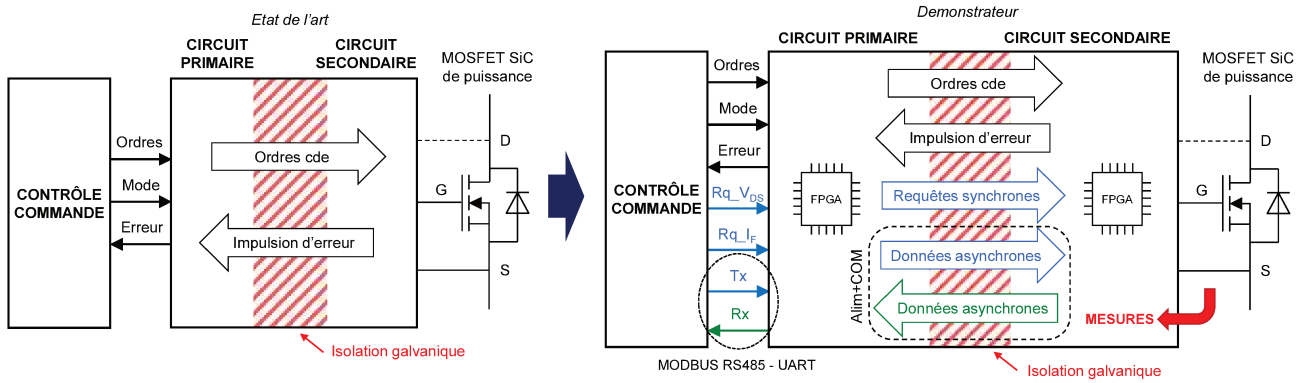 Etat de l'art
CIRCUIT
PRIMAIRE
CIRCUIT
SECONDAIRE
MOSFET SiC
de puissance
CONTRÔLE
COMMANDE
Ordres
Mode
Erreur
Ordres cde
Impulsion d'erreur
D
G
S
Isolation galvanique
Demonstrateur
CIRCUIT PRIMAIRE
CIRCUIT SECONDAIRE
MOSFET SiC
de puissance
CONTRÔLE
COMMANDE
Ordres
Mode
Erreur
Rq_VDS
Rq_IF
Tx
Rx
MODBUS RS485 - UART
Ordres cde
Impulsion d'erreur
FPGA
Requêtes synchrones
FPGA
Données asynchrones
Données asynchrones
Alim+COM
MESURES
D
G
S
Isolation galvanique